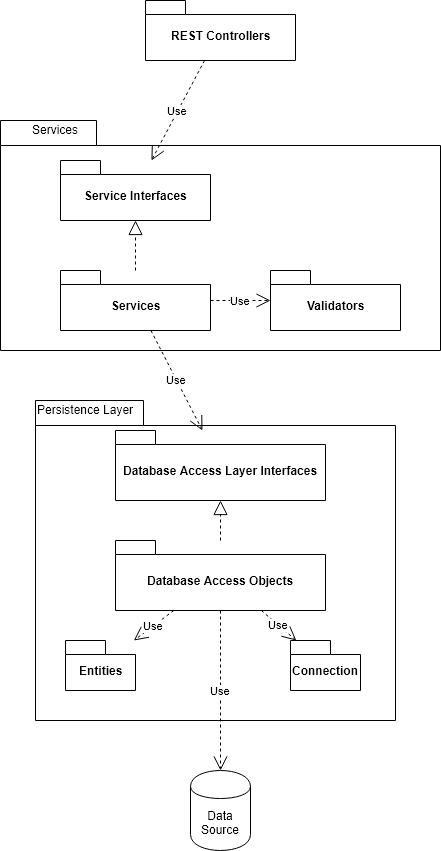 REST Controllers
Use
Services
Service Interfaces
Services
Use
Validators
Use
Persistence Layer
Database Access Layer Interfaces
Database Access Objects
Use
Use
Entities
Connection
Use
Data
Source